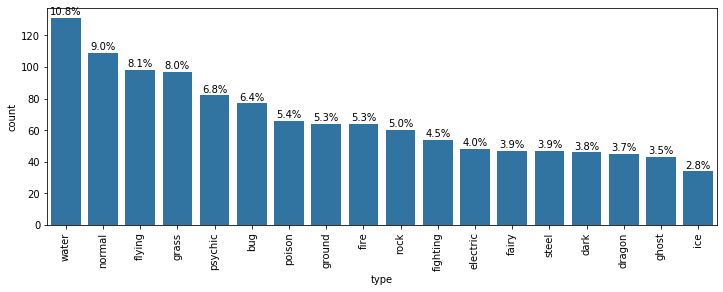 10.8%
9.0%
8.1%
8.0%
6.8%
6.4%
5.4%
5.3%
5.3%
5.0%
4.5%
4.0%
3.9%
3.9%
3.8%
3.7%
3.5%
2.8%
120
100
80
60
40
20
0
count
water
normal
flying
grass
psychic
bug
poison
ground
fire
rock
fighting
electric
fairy
steel
dark
dragon
ghost
ice
type